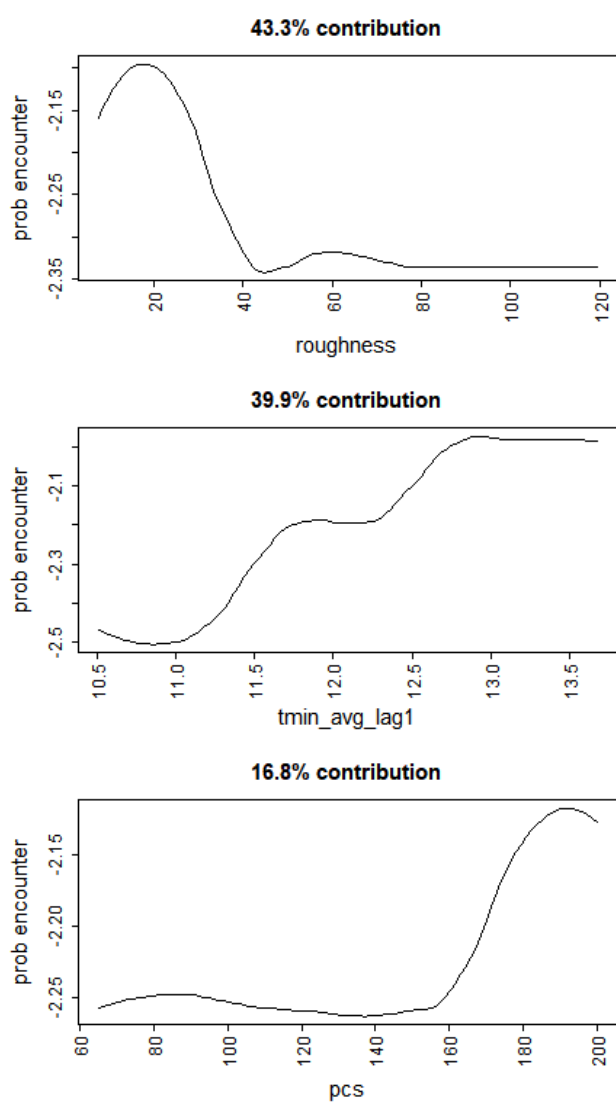 43.3% contribution
prob encounter
-2.15
-2.25
-2.35
20 40 60 80 100 120
roughness
39.9% contribution
prob encounter
-2.1
-2.3
-2.5
10.5 11.0 11.5 12.0 12.5 13.0 13.5
tmin_avg_lag1
16.8% contribution
prob encounter
-2.15
-2.20
-2.25
60 80 100 120 140 160 180 200
pcs